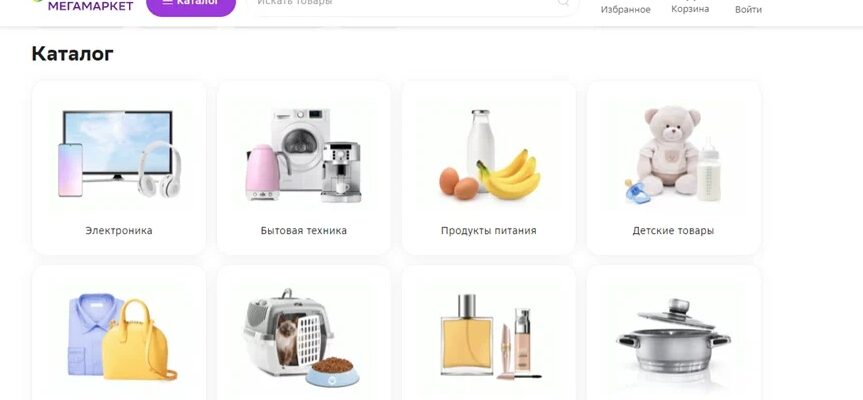 МЕГАМАРКЕТ
Каталог
Искать товары
Избранное
Корзина
Войти
Каталог
Электроника
Бытовая техника
Продукты питания
Детские товары